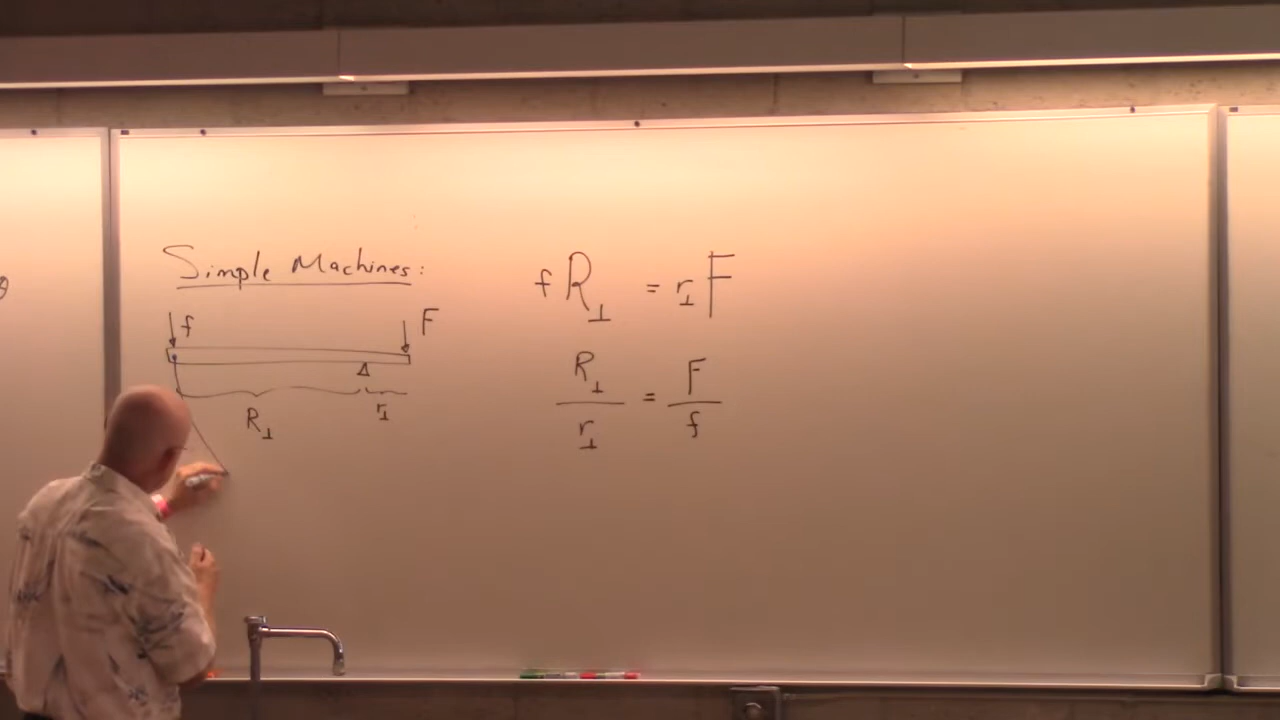 Simple Machines:
f F
R⊥ r⊥
f R⊥ = r⊥ F
R⊥ / r⊥ = F / f